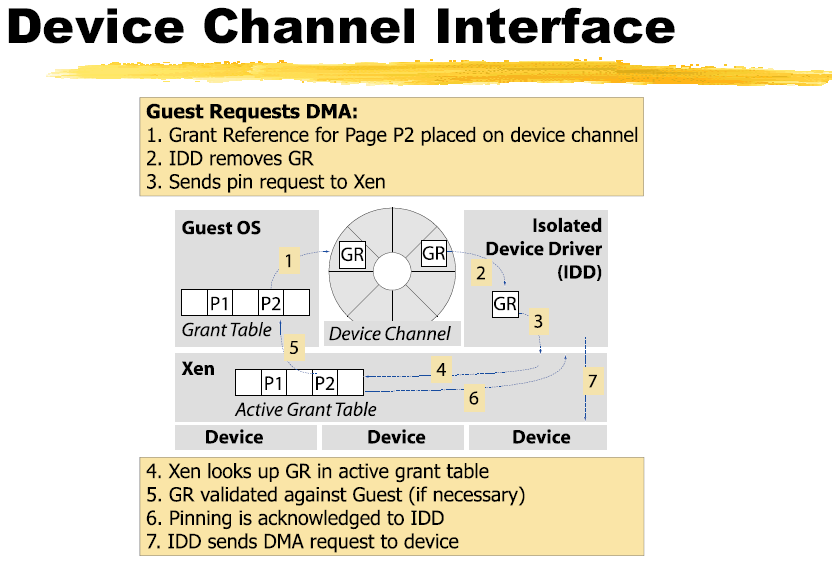 Device Channel Interface
Guest Requests DMA:
1. Grant Reference for Page P2 placed on device channel
2. IDD removes GR
3. Sends pin request to Xen
Guest OS
Isolated
Device Driver
(IDD)
GR
GR
1
2
P1
P2
GR
3
Grant Table
Device Channel
5
Xen
4
P1
P2
6
7
Active Grant Table
Device
Device
Device
4. Xen looks up GR in active grant table
5. GR validated against Guest (if necessary)
6. Pinning is acknowledged to IDD
7. IDD sends DMA request to device